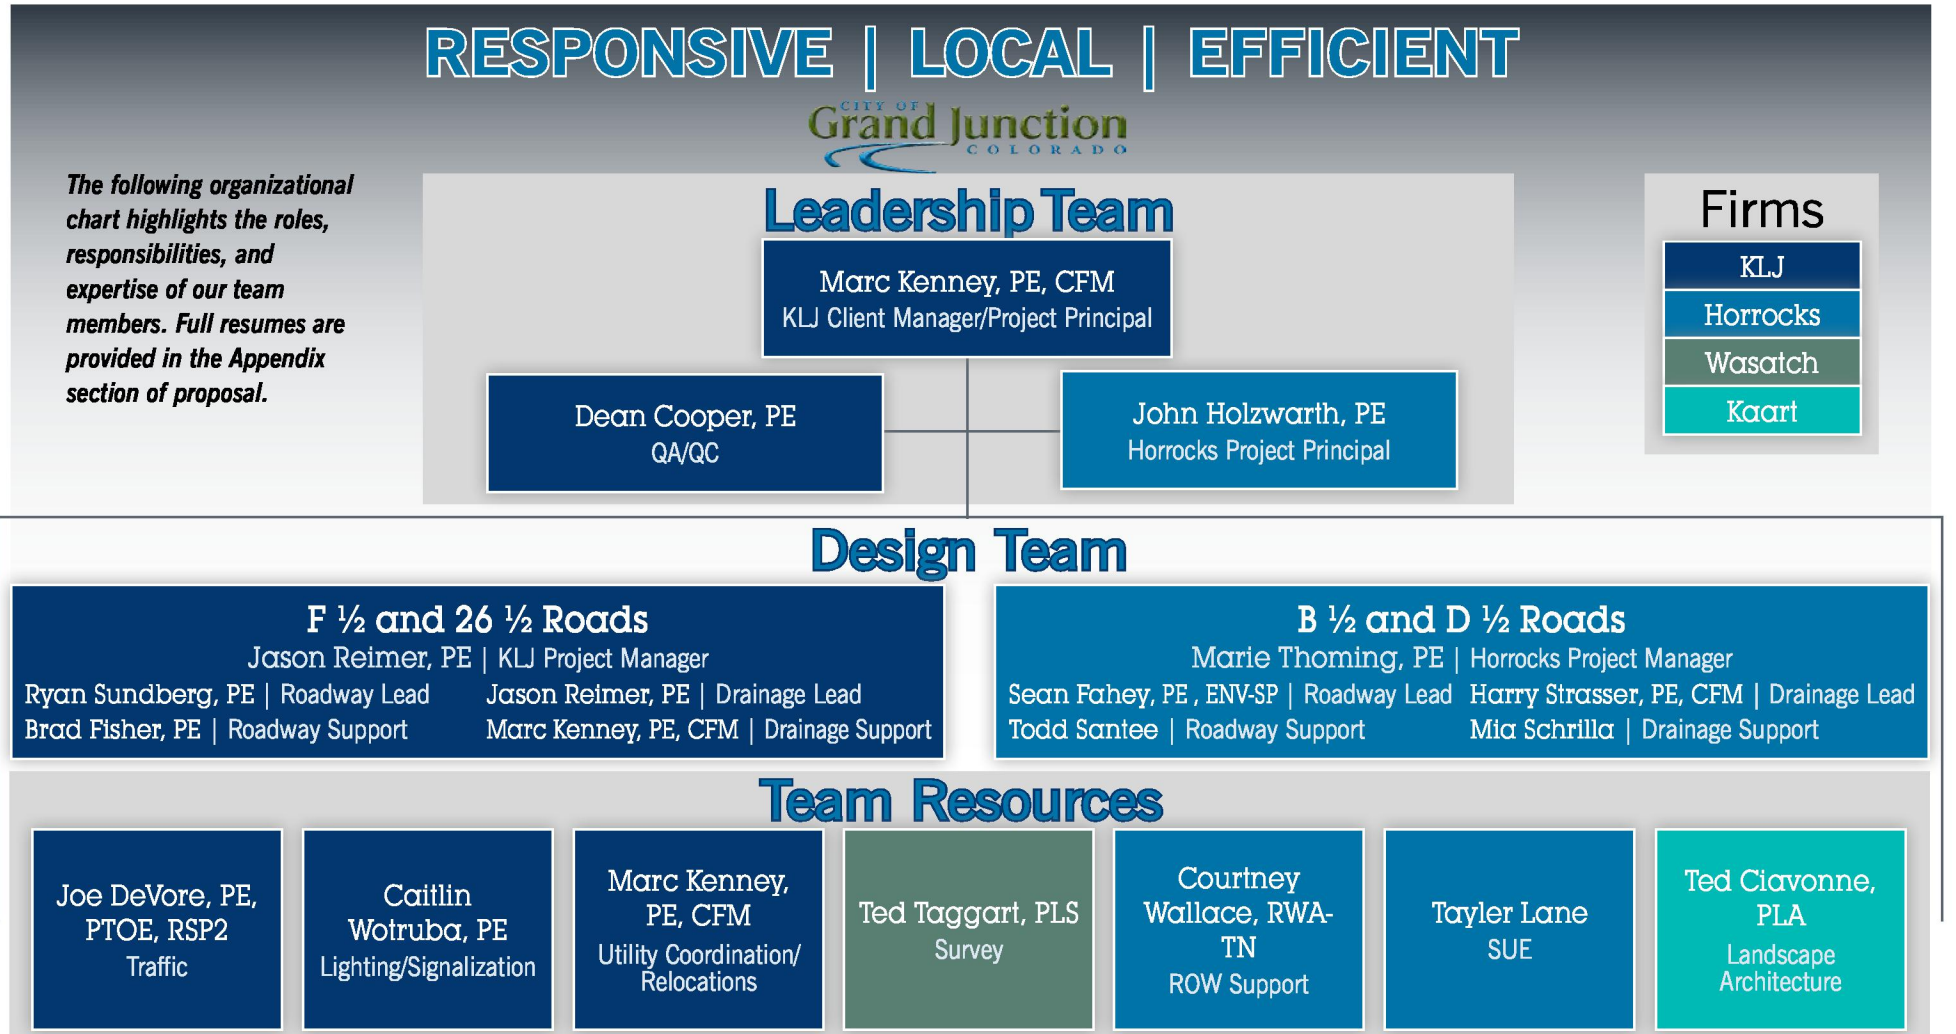 RESPONSIVE | LOCAL | EFFICIENT
CITY OF
Grand Junction
COLORADO
The following organizational
chart highlights the roles,
responsibilities, and
expertise of our team
members. Full resumes are
provided in the Appendix
section of proposal.
Leadership Team
Marc Kenney, PE, CFM
KLJ Client Manager/Project Principal
Dean Cooper, PE
QA/QC
John Holzwarth, PE
Horrocks Project Principal
Firms
KLJ
Horrocks
Wasatch
Kaart
Design Team
F ½ and 26 ½ Roads
Jason Reimer, PE | KLJ Project Manager
Ryan Sundberg, PE | Roadway Lead
Jason Reimer, PE | Drainage Lead
Brad Fisher, PE | Roadway Support
Marc Kenney, PE, CFM | Drainage Support
B ½ and D ½ Roads
Marie Thoming, PE | Horrocks Project Manager
Sean Fahey, PE , ENV-SP | Roadway Lead
Harry Strasser, PE, CFM | Drainage Lead
Todd Santee | Roadway Support
Mia Schrilla | Drainage Support
Team Resources
Joe DeVore, PE,
PTOE, RSP2
Traffic
Caitlin
Wotruba, PE
Lighting/Signalization
Marc Kenney,
PE, CFM
Utility Coordination/
Relocations
Ted Taggart, PLS
Survey
Courtney
Wallace, RWA-
TN
ROW Support
Tayler Lane
SUE
Ted Ciavonne,
PLA
Landscape
Architecture